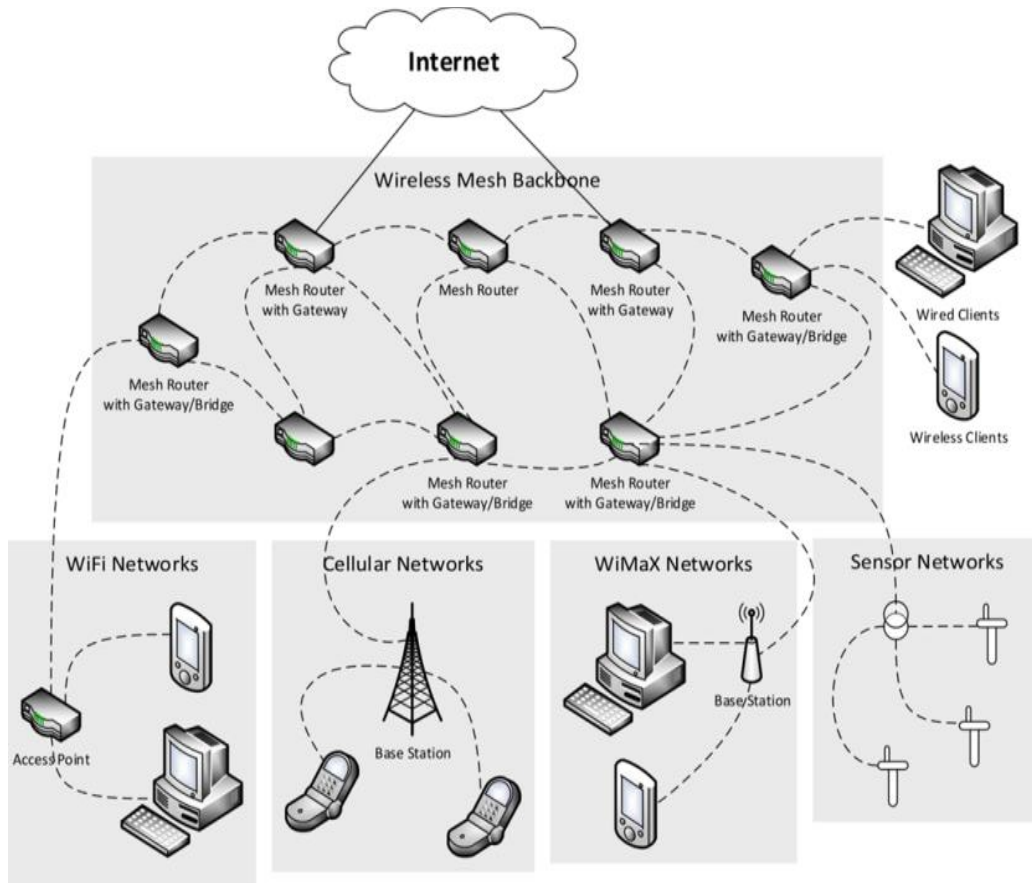 Internet
Wireless Mesh Backbone
Mesh Router
with Gateway
Mesh Router
Mesh Router
with Gateway
Mesh Router
with Gateway/Bridge
Wired Clients
Mesh Router
with Gateway/Bridge
Wireless Clients
Mesh Router
with Gateway/Bridge
Mesh Router
with Gateway/Bridge
WiFi Networks
Cellular Networks
WiMaX Networks
Sensor Networks
Access Point
Base Station
Base Station